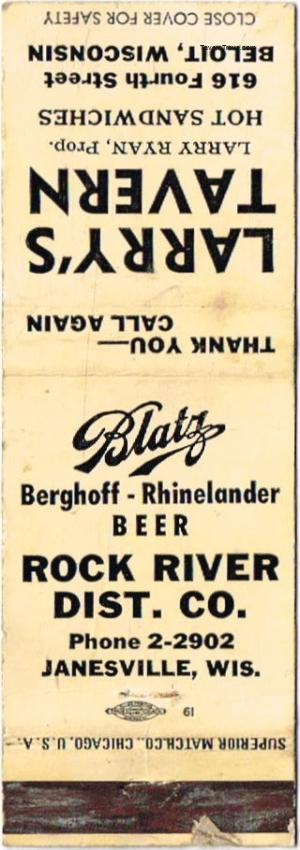 THANK YOU—
CALL AGAIN
LARRY'S
TAVERN
LARRY RYAN, Prop.
HOT SANDWICHES
616 Fourth Street
BELOIT, WISCONSIN
CLOSE COVER FOR SAFETY
Blatz
Berghoff - Rhinelander
BEER
ROCK RIVER
DIST. CO.
Phone 2-2902
JANESVILLE, WIS.
61
SUPERIOR MATCH CO., CHICAGO, U.S.A.